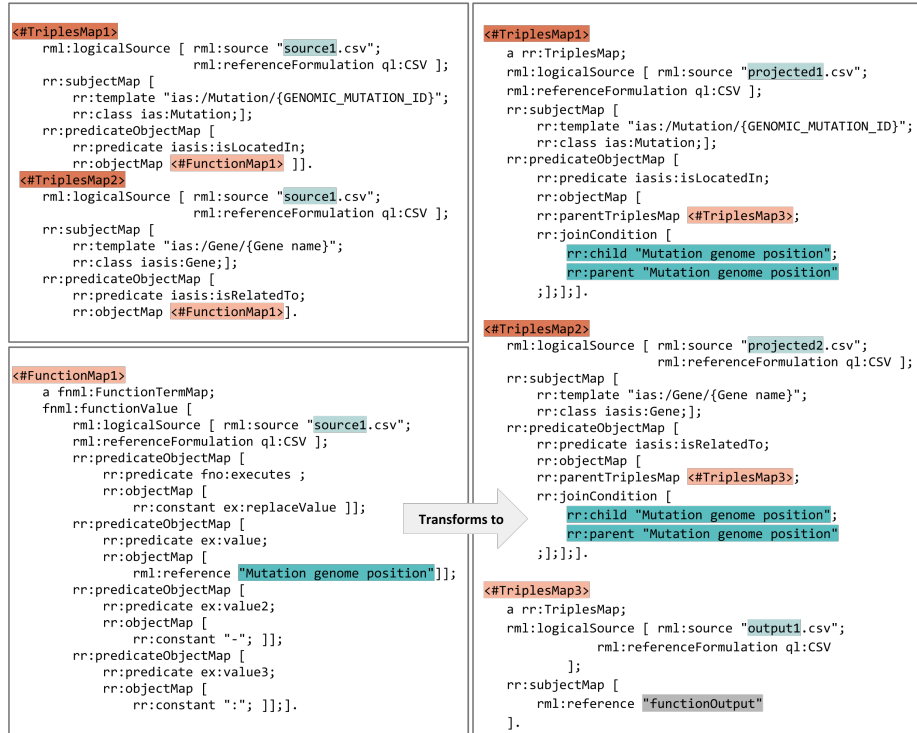 <#TriplesMap1>
rml:logicalSource [ rml:source "source1.csv";
rml:referenceFormulation ql:CSV ];
rr:subjectMap [
rr:template "ias:/Mutation/{GENOMIC_MUTATION_ID}";
rr:class ias:Mutation;];
rr:predicateObjectMap [
rr:predicate iasis:isLocatedIn;
rr:objectMap <#FunctionMap1> ]].
<#TriplesMap2>
rml:logicalSource [ rml:source "source1.csv";
rml:referenceFormulation ql:CSV ];
rr:subjectMap [
rr:template "ias:/Gene/{Gene name}";
rr:class iasis:Gene;];
rr:predicateObjectMap [
rr:predicate iasis:isRelatedTo;
rr:objectMap <#FunctionMap1>].
<#FunctionMap1>
a fnml:FunctionTermMap;
fnml:functionValue [
rml:logicalSource [ rml:source "source1.csv";
rml:referenceFormulation ql:CSV ];
rr:predicateObjectMap [
rr:predicate fno:executes ;
rr:objectMap [
rr:constant ex:replaceValue ]];
rr:predicateObjectMap [
rr:predicate ex:value;
rr:objectMap [
rml:reference "Mutation genome position"]];
rr:predicateObjectMap [
rr:predicate ex:value2;
rr:objectMap [
rr:constant "-"; ]];
rr:predicateObjectMap [
rr:predicate ex:value3;
rr:objectMap [
rr:constant ":"; ]];].
Transforms to
<#TriplesMap1>
a rr:TriplesMap;
rml:logicalSource [ rml:source "projected1.csv";
rml:referenceFormulation ql:CSV ];
rr:subjectMap [
rr:template "ias:/Mutation/{GENOMIC_MUTATION_ID}";
rr:class ias:Mutation;];
rr:predicateObjectMap [
rr:predicate iasis:isLocatedIn;
rr:objectMap [
rr:parentTriplesMap <#TriplesMap3>;
rr:joinCondition [
rr:child "Mutation genome position";
rr:parent "Mutation genome position"
;];];].
<#TriplesMap2>
rml:logicalSource [ rml:source "projected2.csv";
rml:referenceFormulation ql:CSV ];
rr:subjectMap [
rr:template "ias:/Gene/{Gene name}";
rr:class iasis:Gene;];
rr:predicateObjectMap [
rr:predicate iasis:isRelatedTo;
rr:objectMap [
rr:parentTriplesMap <#TriplesMap3>;
rr:joinCondition [
rr:child "Mutation genome position";
rr:parent "Mutation genome position"
;];];].
<#TriplesMap3>
a rr:TriplesMap;
rml:logicalSource [ rml:source "output1.csv";
rml:referenceFormulation ql:CSV
];
rr:subjectMap [
rml:reference "functionOutput"
].